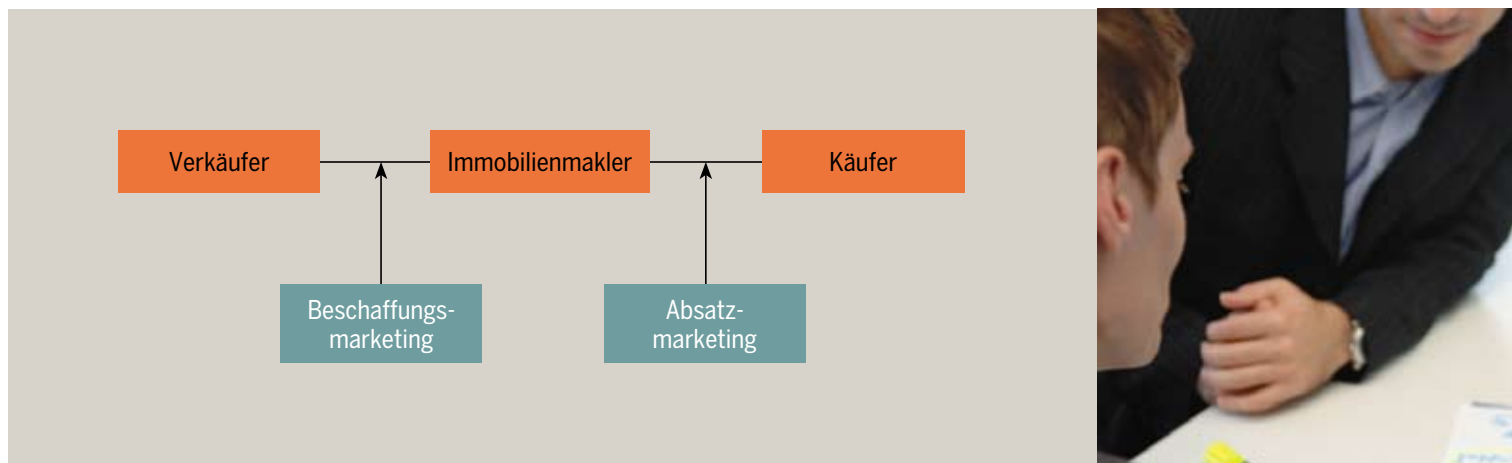 Verkäufer
Immobilienmakler
Käufer
Beschaffungs-
marketing
Absatz-
marketing